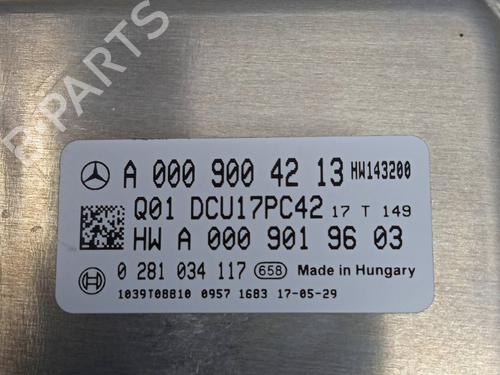 B-PARTS
A 000 900 42 13 HW143200
Q01 DCU17PC42 17 T 149
HW A 000 901 96 03
0 281 034 117 658 Made in Hungary
1039T08810 0957 1683 17-05-29